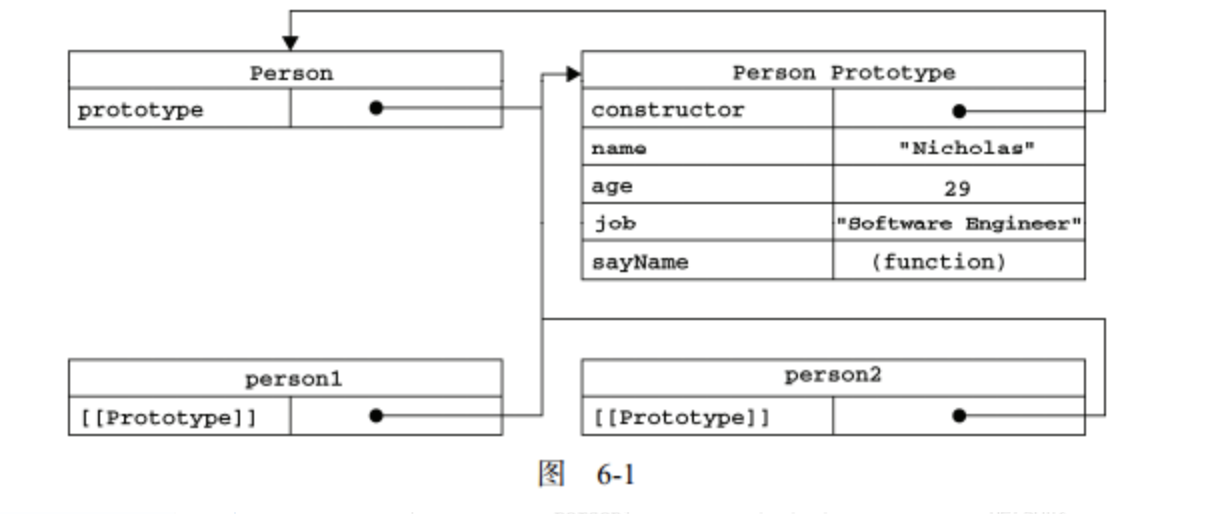 Person
prototype
Person Prototype
constructor
name "Nicholas"
age 29
job "Software Engineer"
sayName (function)
person1
[[Prototype]]
person2
[[Prototype]]
图 6-1